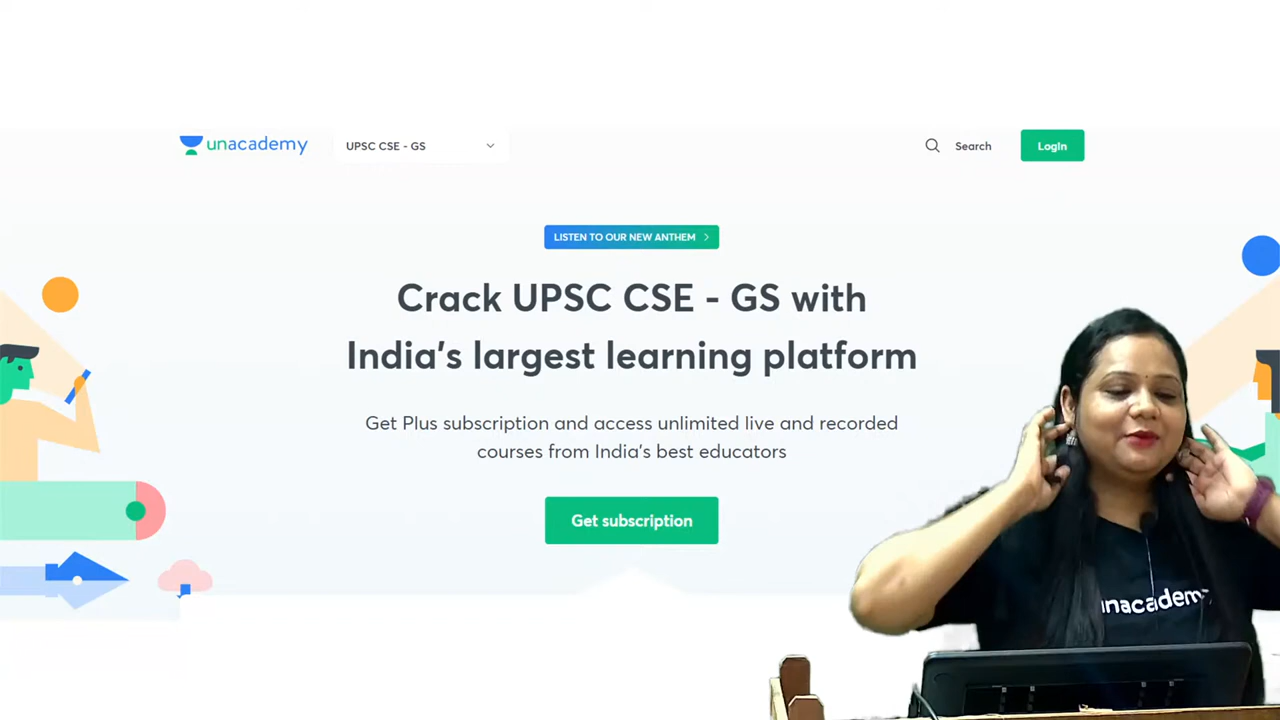 unacademy
UPSC CSE - GS
Search
Login
LISTEN TO OUR NEW ANTHEM
Crack UPSC CSE - GS with
India's largest learning platform
Get Plus subscription and access unlimited live and recorded
courses from India's best educators
Get subscription
unacademy